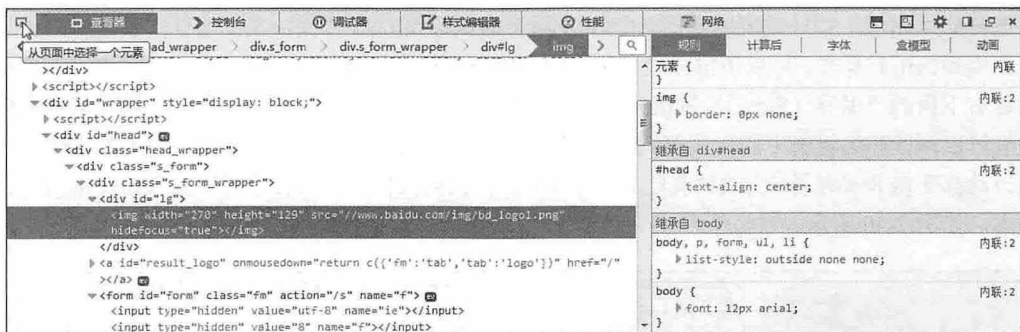 查看器 控制台 调试器 样式编辑器 性能 网络
从页面中选择一个元素
ad_wrapper div.s_form div.s_form_wrapper div#lg img
规则 计算后 字体 盒模型 动画
></div>
<script></script>
<div id="wrapper" style="display: block;">
<script></script>
<div id="head"> ev
<div class="head_wrapper">
<div class="s_form">
<div class="s_form_wrapper">
<div id="lg">
<img width="270" height="129" src="//www.baidu.com/img/bd_logo1.png"
hidefocus="true"></img>
</div>
<a id="result_logo" onmousedown="return c({'fm':'tab','tab':'logo'})" href="/"
></a> ev
<form id="form" class="fm" action="/s" name="f"> ev
<input type="hidden" value="utf-8" name="ie"></input>
<input type="hidden" value="8" name="f"></input>
元素 { 内联
}
img { 内联:2
border: 0px none;
}
继承自 div#head
#head { 内联:2
text-align: center;
}
继承自 body
body, p, form, ul, li { 内联:2
list-style: outside none none;
}
body { 内联:2
font: 12px arial;
}